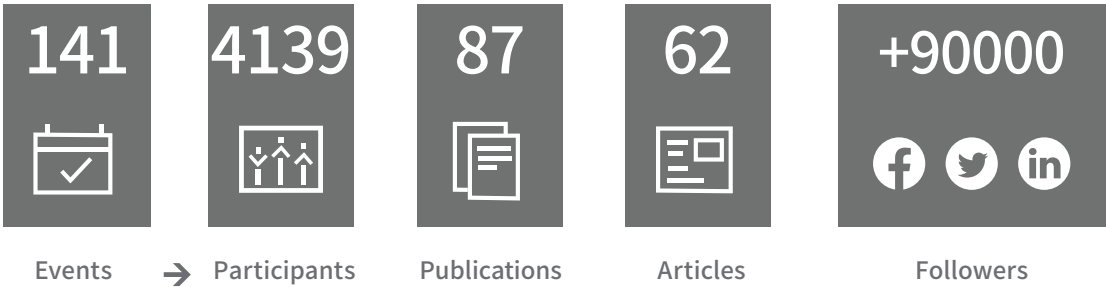 141 4139 87 62 +90000
Events → Participants Publications Articles Followers